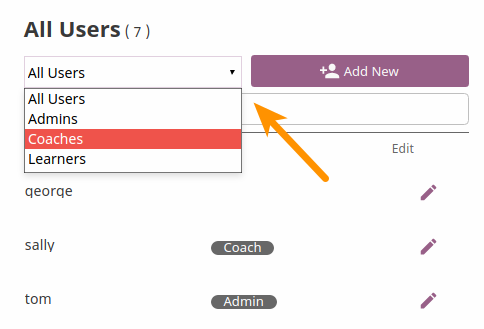 All Users ( 7 )
All Users
Add New
All Users
Admins
Coaches
Learners
Edit
george
sally
Coach
tom
Admin